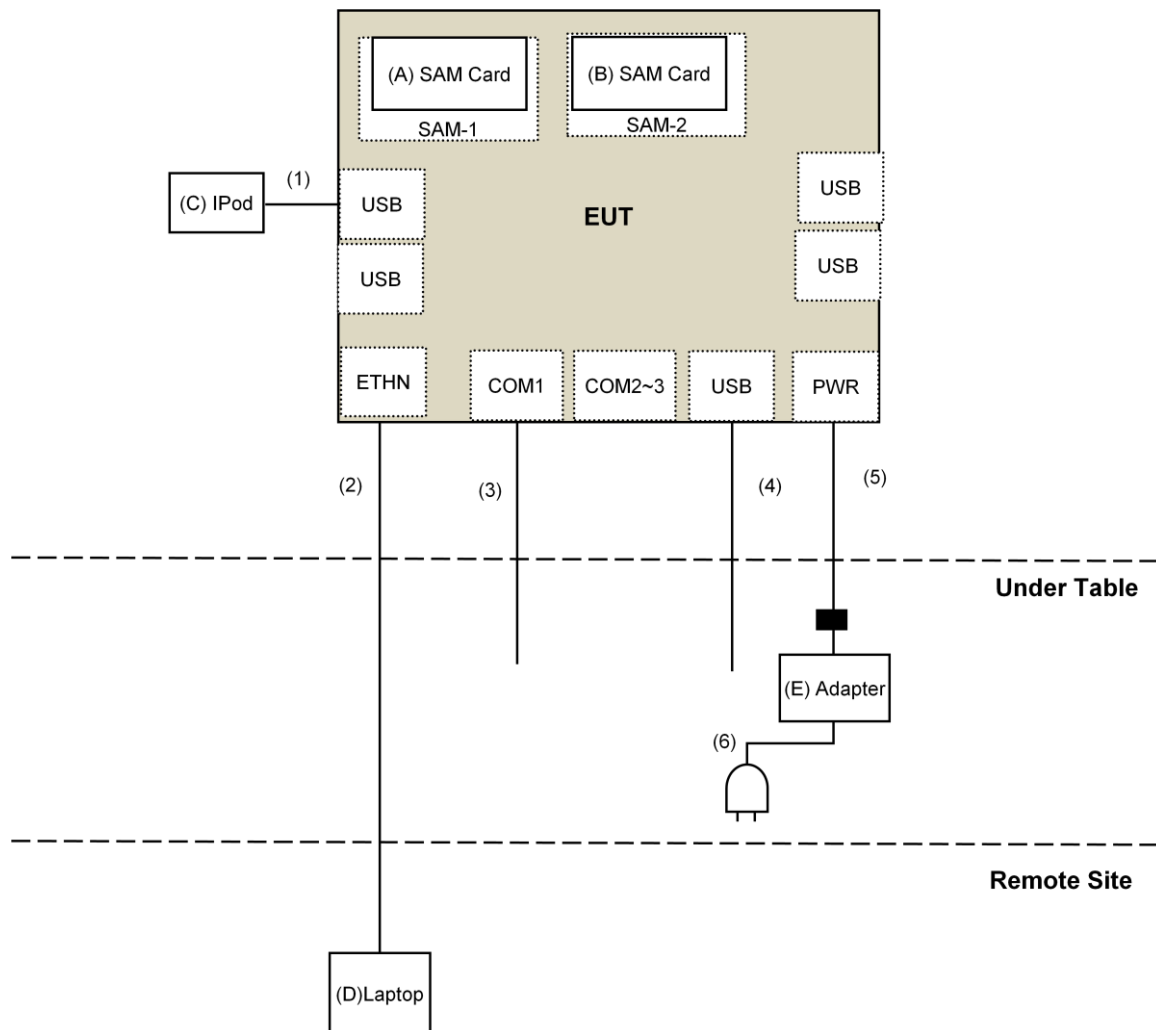 (A) SAM Card
(B) SAM Card
SAM-1
SAM-2
(1)
(C) IPod
USB
USB
EUT
USB
USB
ETHN
COM1
COM2~3
USB
PWR
(2)
(3)
(4)
(5)
Under Table
(E) Adapter
(6)
Remote Site
(D)Laptop